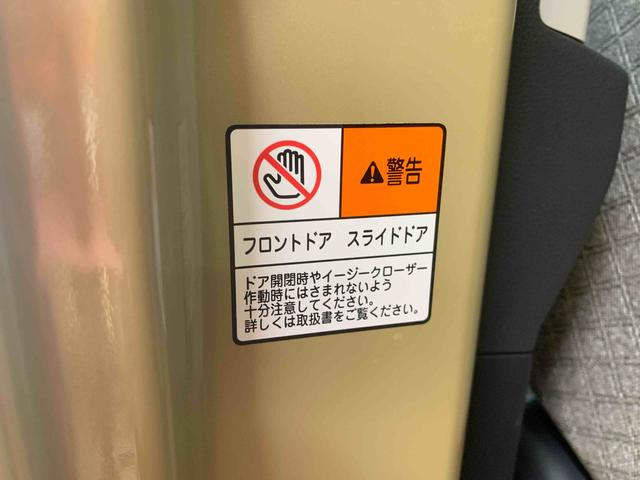 警告
フロントドア スライドドア
ドア開閉時やイージークローザー
作動時にはさまれないよう
十分注意してください。
詳しくは取扱書をご覧ください。